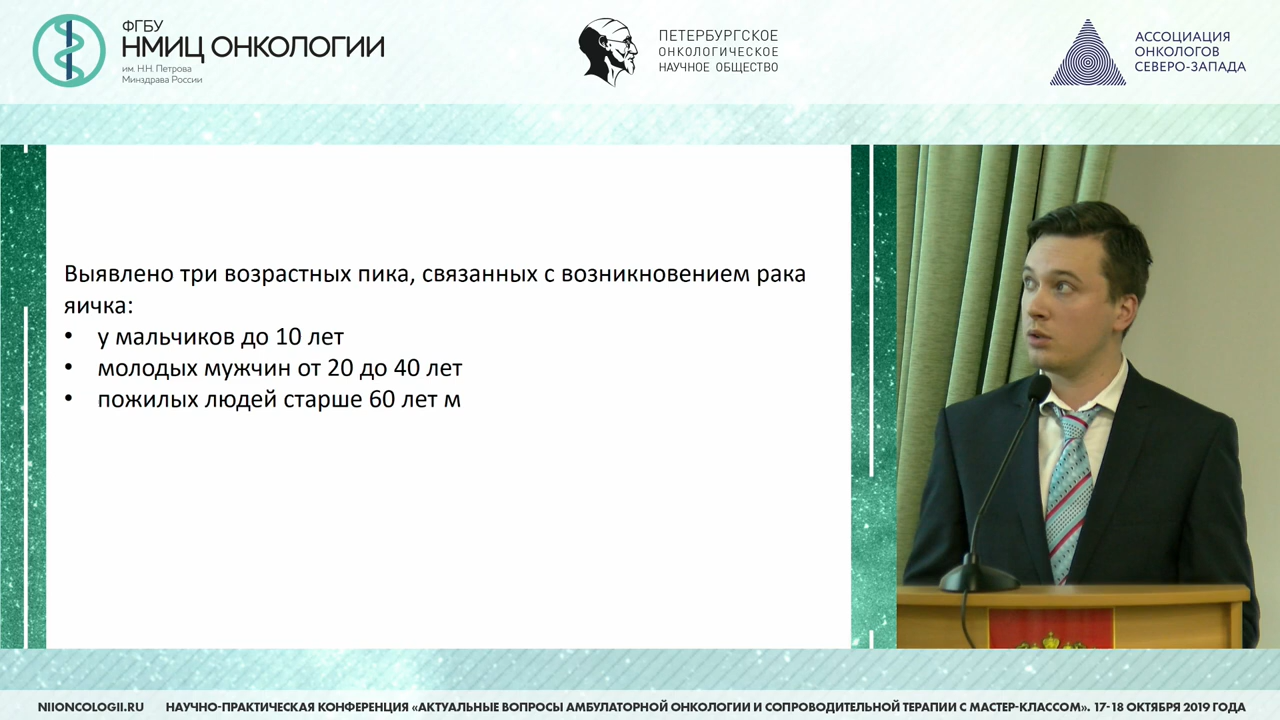 ФГБУ
НМИЦ ОНКОЛОГИИ
им. Н.Н. Петрова
Минздрава России
ПЕТЕРБУРГСКОЕ
ОНКОЛОГИЧЕСКОЕ
НАУЧНОЕ ОБЩЕСТВО
АССОЦИАЦИЯ
ОНКОЛОГОВ
СЕВЕРО-ЗАПАДА
Выявлено три возрастных пика, связанных с возникновением рака
яичка:
• у мальчиков до 10 лет
• молодых мужчин от 20 до 40 лет
• пожилых людей старше 60 лет м
NIIONCOLOGII.RU НАУЧНО-ПРАКТИЧЕСКАЯ КОНФЕРЕНЦИЯ «АКТУАЛЬНЫЕ ВОПРОСЫ АМБУЛАТОРНОЙ ОНКОЛОГИИ И СОПРОВОДИТЕЛЬНОЙ ТЕРАПИИ С МАСТЕР-КЛАССОМ». 17-18 ОКТЯБРЯ 2019 ГОДА